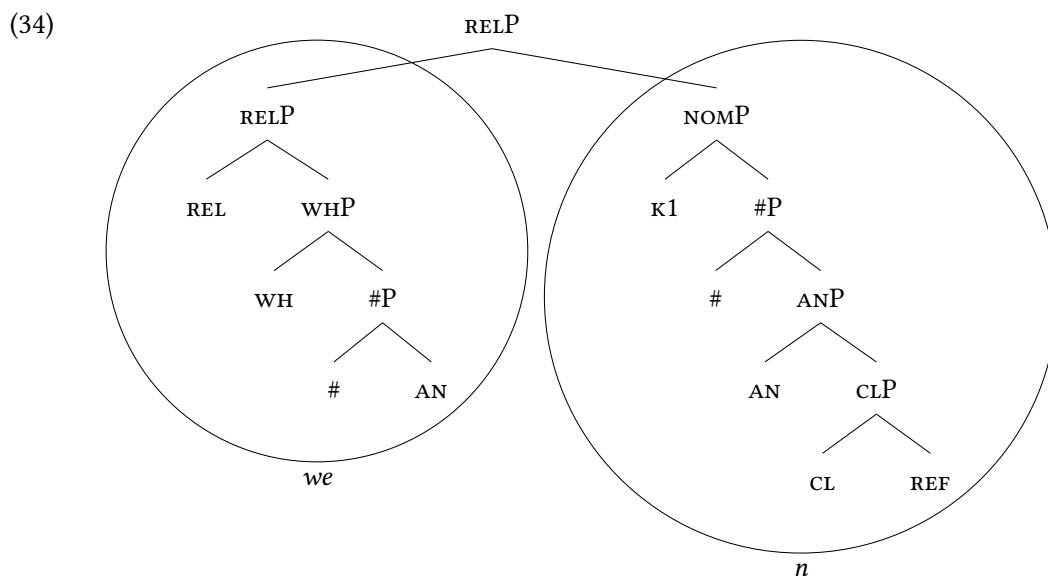 (34)
RELP
RELP NOMP
REL WHP K1 #P
WH #P # ANP
# AN AN CLP
we CL REF
n